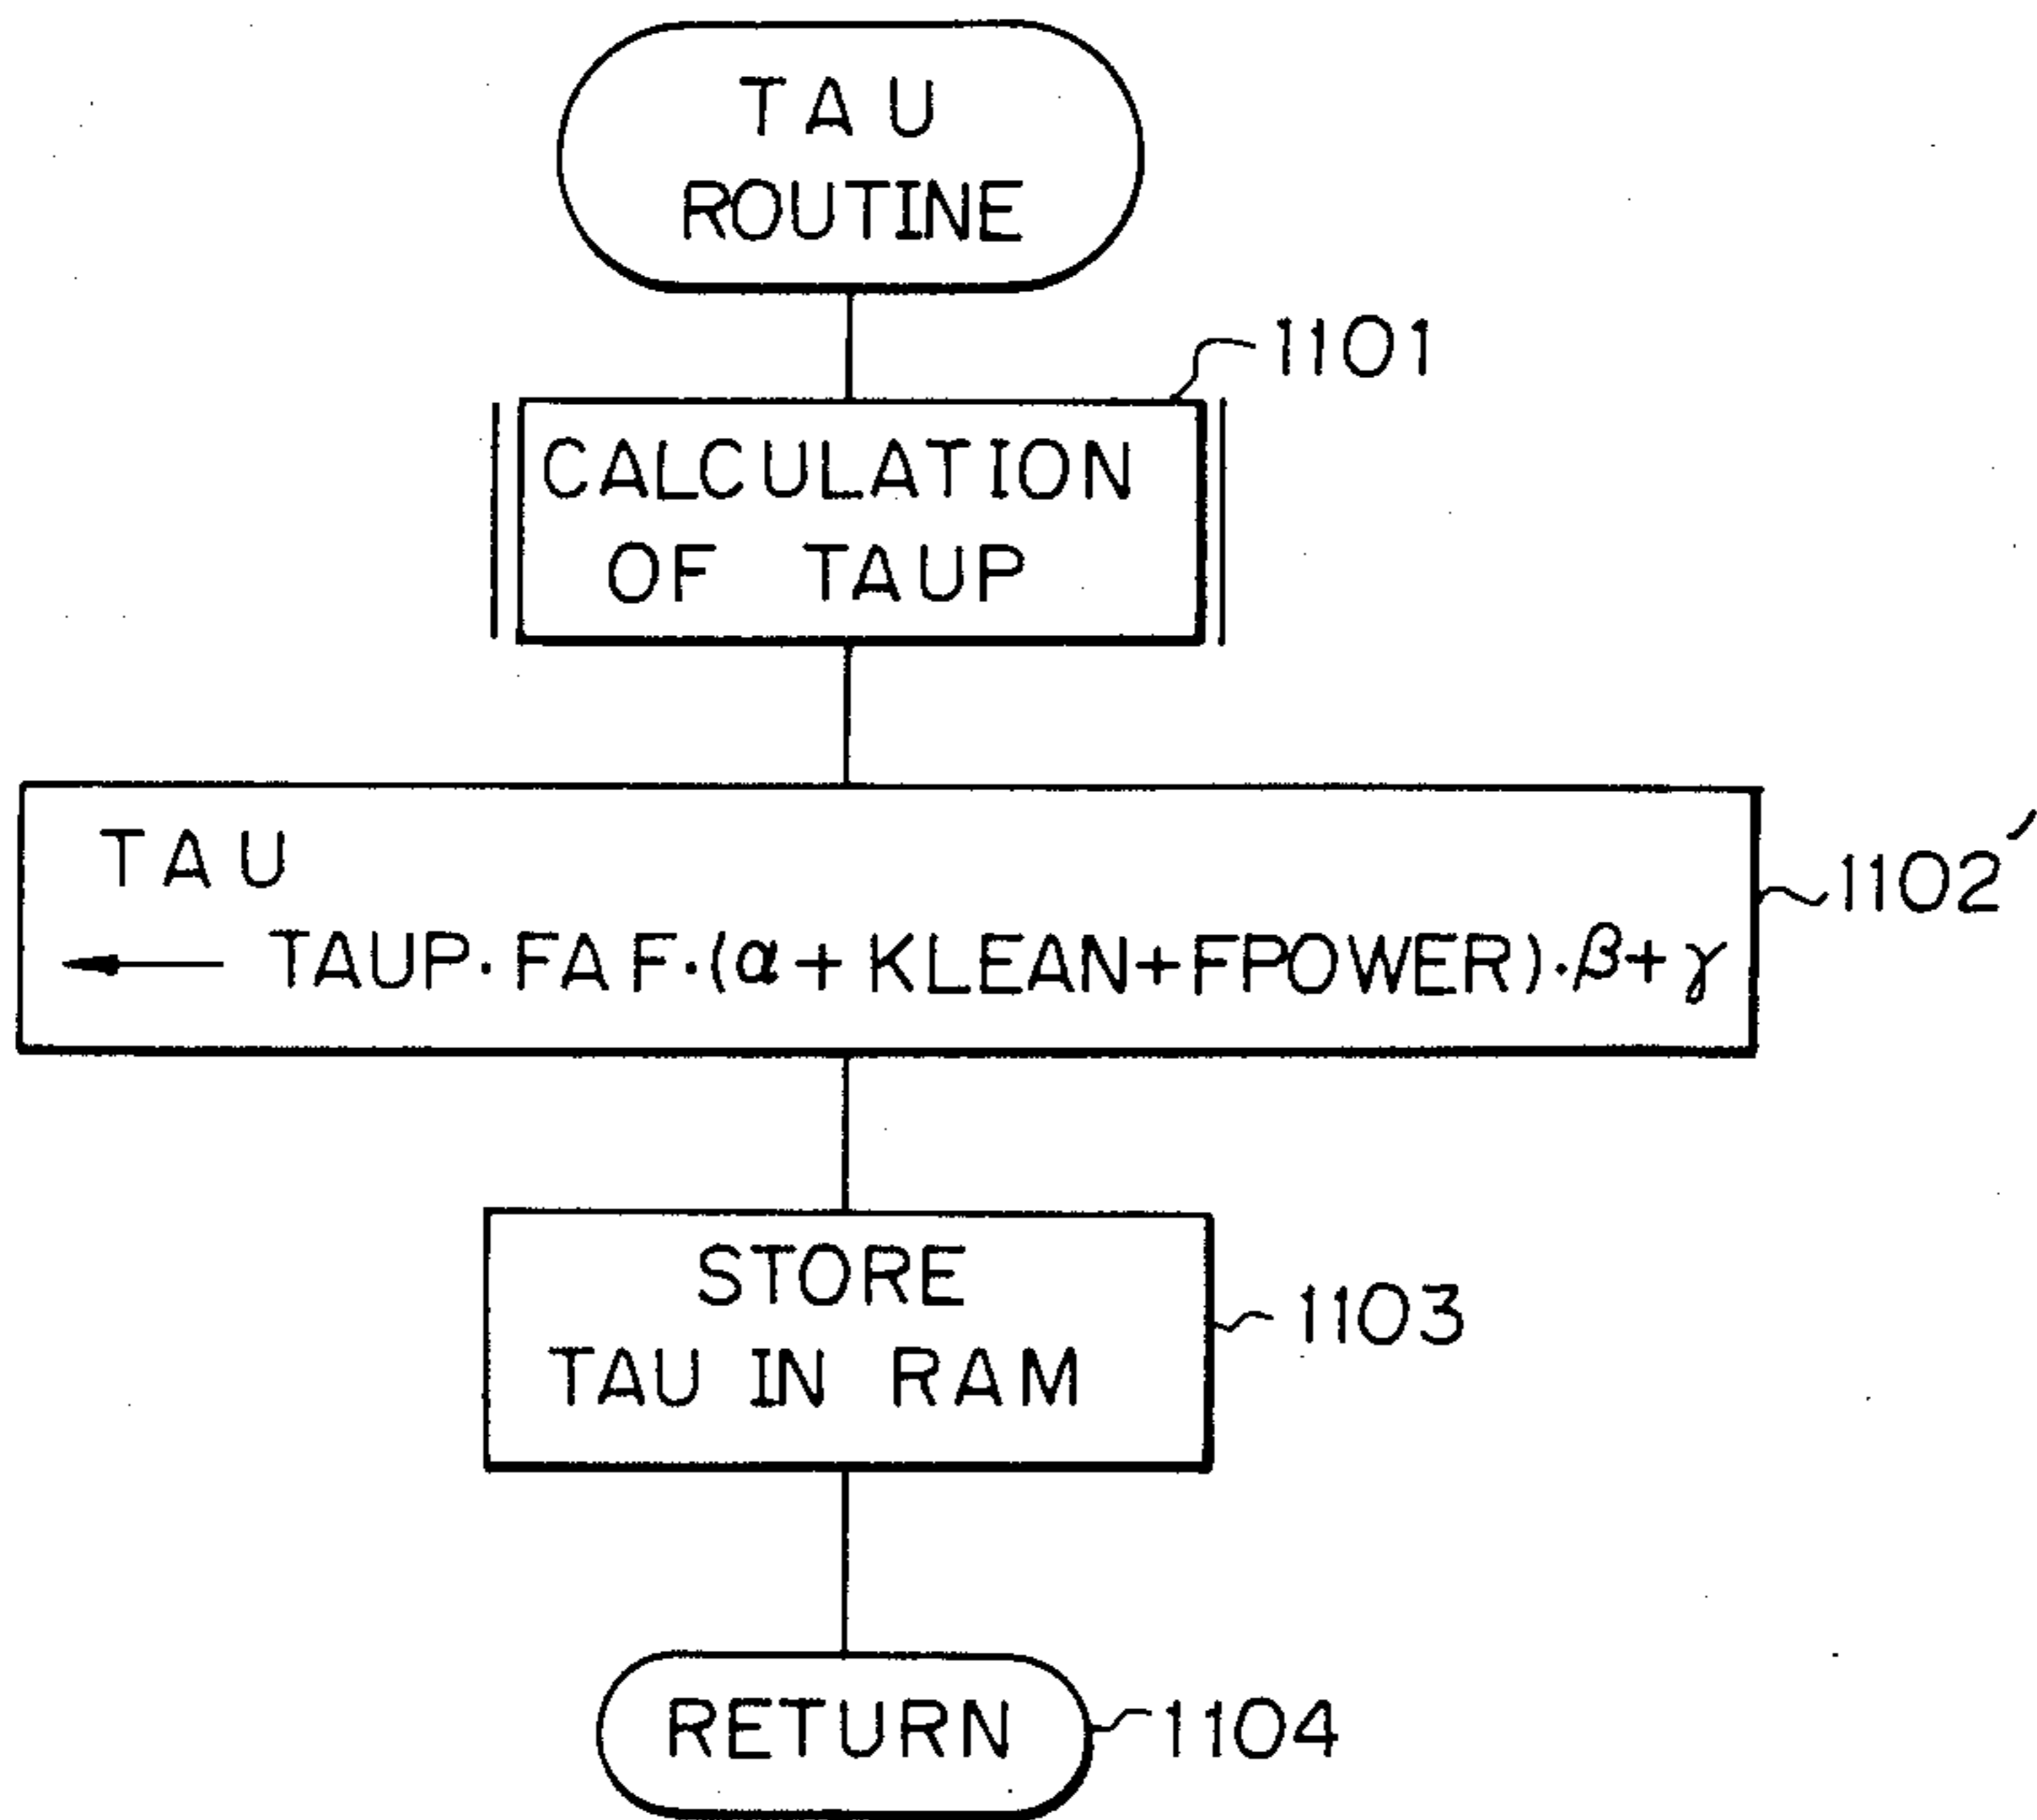 TAU
ROUTINE
1101
CALCULATION
OF TAUP
TAU
← TAUP·FAF·(α+KLEAN+FPOWER)·β+γ
1102'
STORE
TAU IN RAM
1103
RETURN
1104